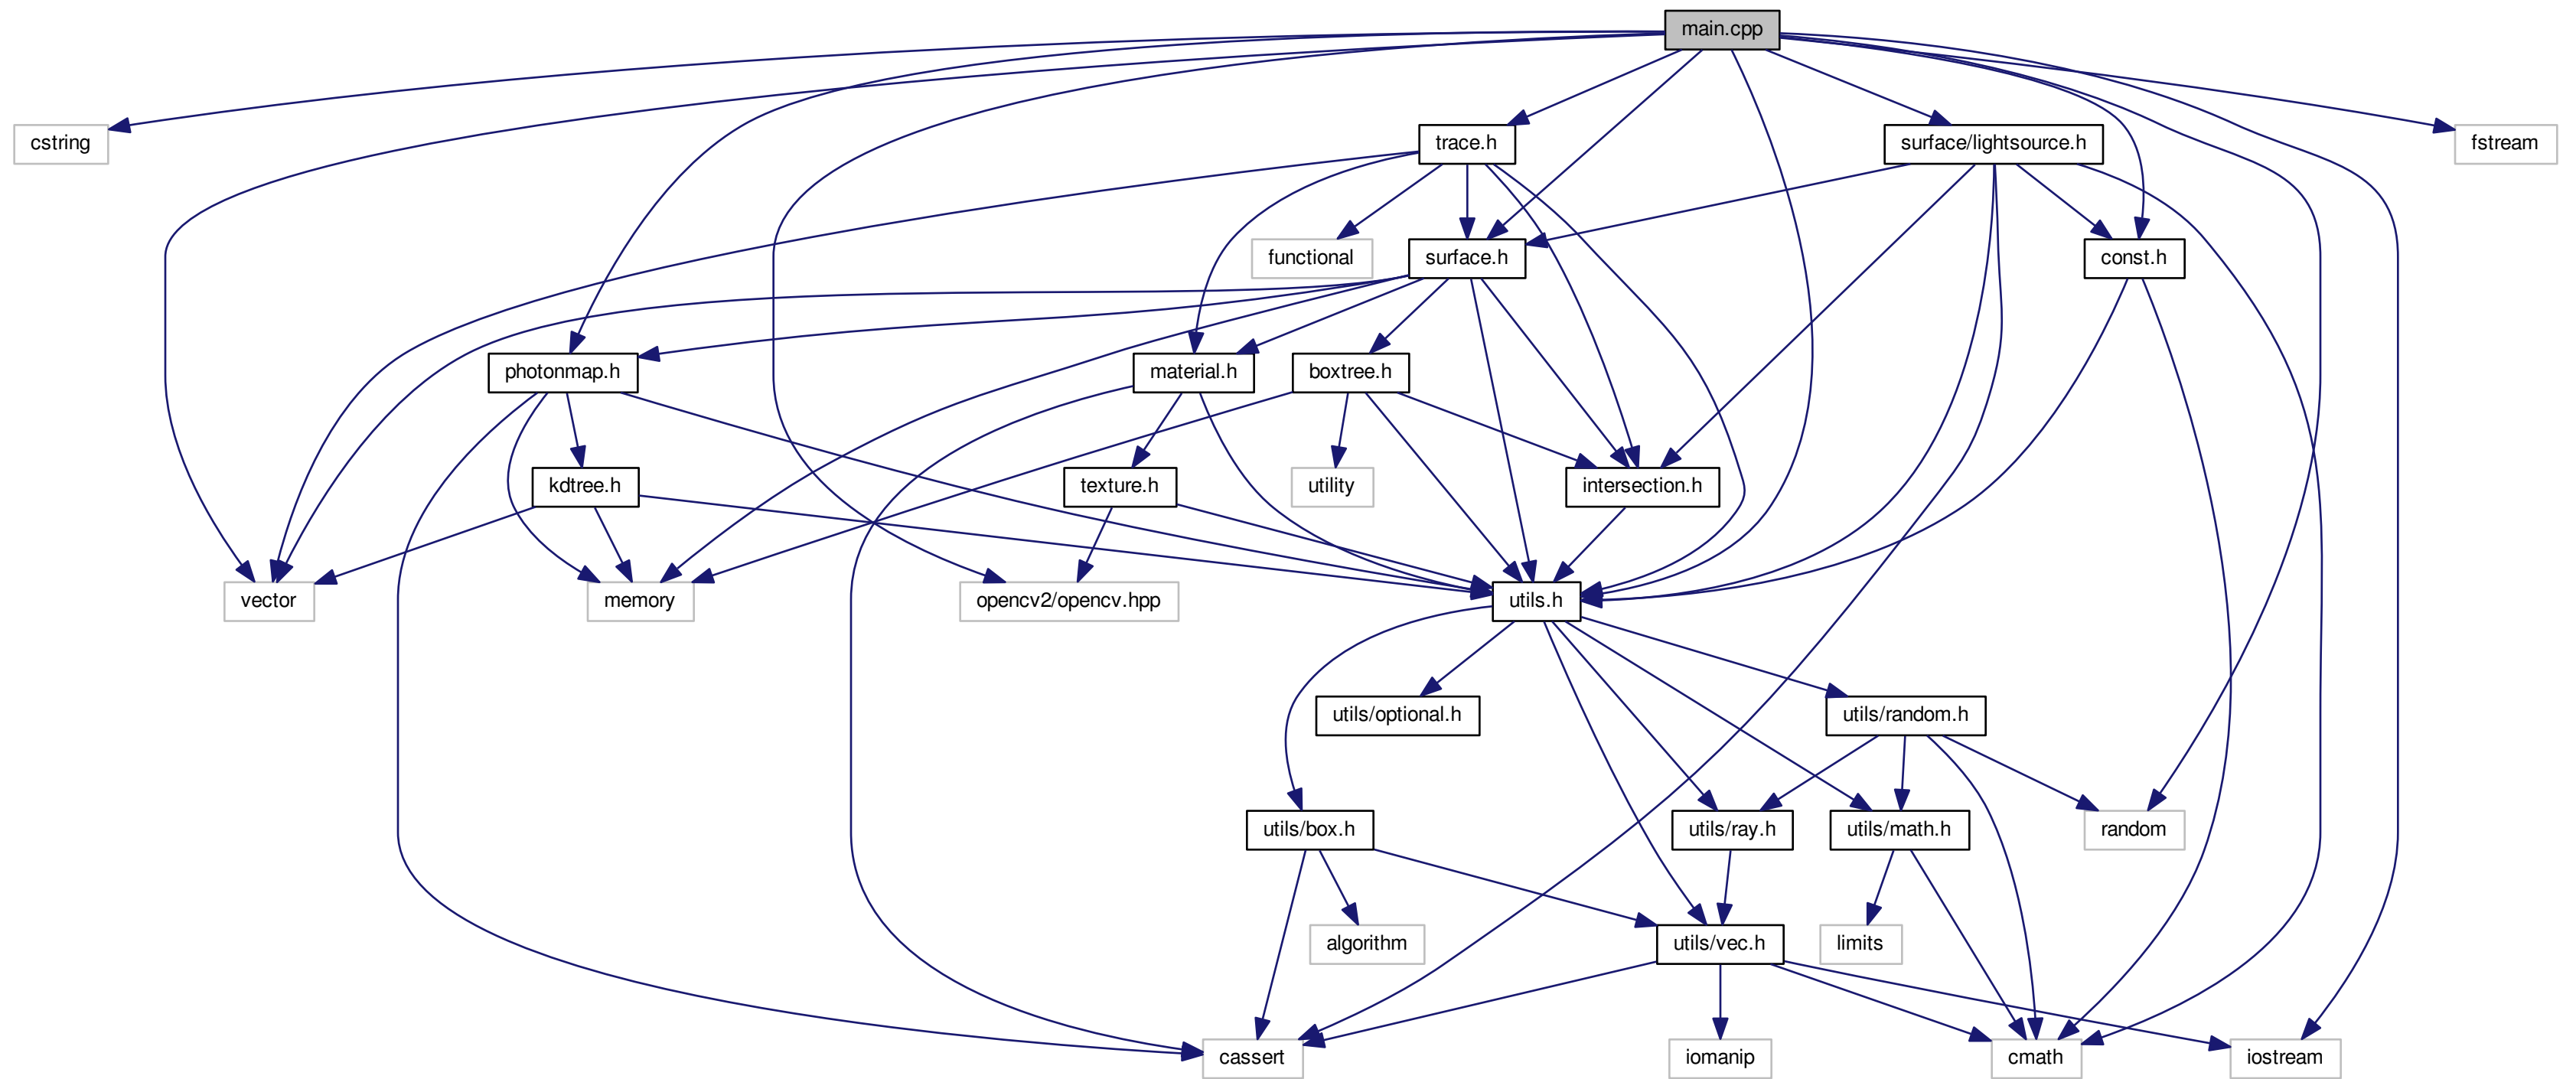 main.cpp
cstring
trace.h
surface/lightsource.h
fstream
functional
surface.h
const.h
photonmap.h
material.h
boxtree.h
kdtree.h
texture.h
utility
intersection.h
vector
memory
opencv2/opencv.hpp
utils.h
utils/optional.h
utils/random.h
utils/box.h
utils/ray.h
utils/math.h
random
algorithm
utils/vec.h
limits
cassert
iomanip
cmath
iostream